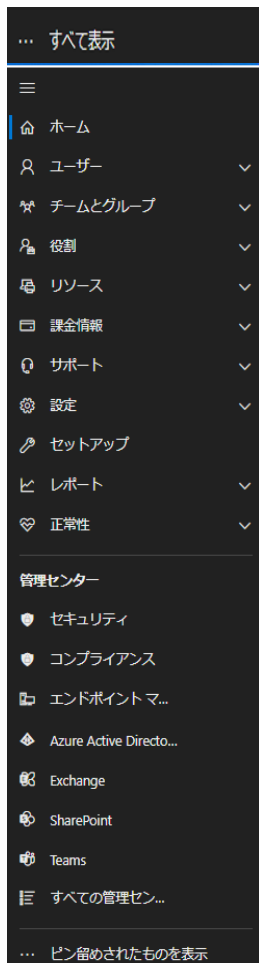 … すべて表示
ホーム
ユーザー
チームとグループ
役割
リソース
課金情報
サポート
設定
セットアップ
レポート
正常性
管理センター
セキュリティ
コンプライアンス
エンドポイント マ...
Azure Active Directo...
Exchange
SharePoint
Teams
すべての管理セン...
… ピン留めされたものを表示